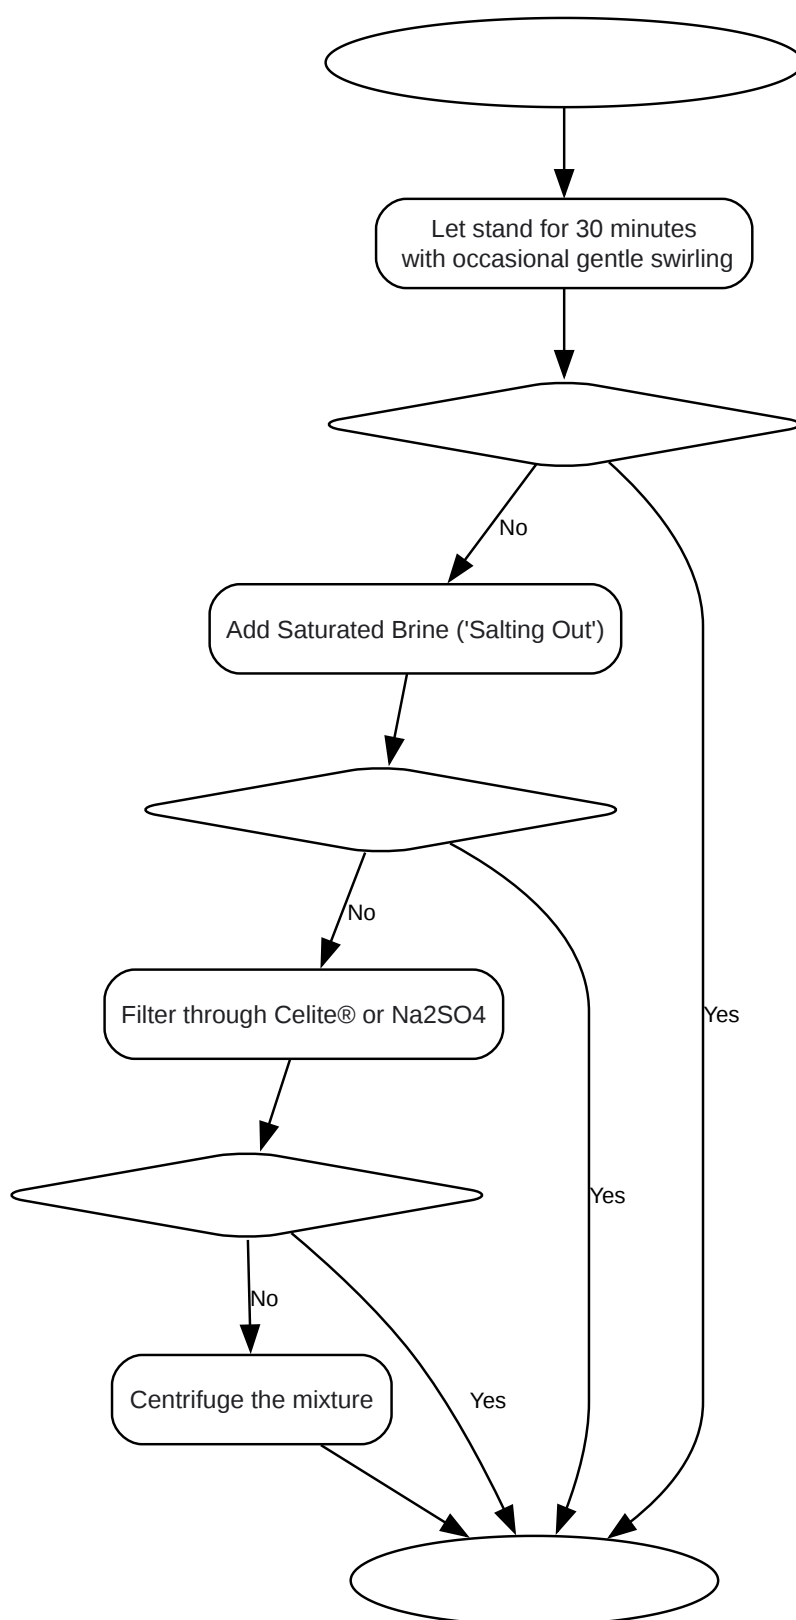 Let stand for 30 minutes
with occasional gentle swirling
No
Add Saturated Brine ('Salting Out')
No
Filter through Celite® or Na2SO4
Yes
Yes
No
Centrifuge the mixture
Yes